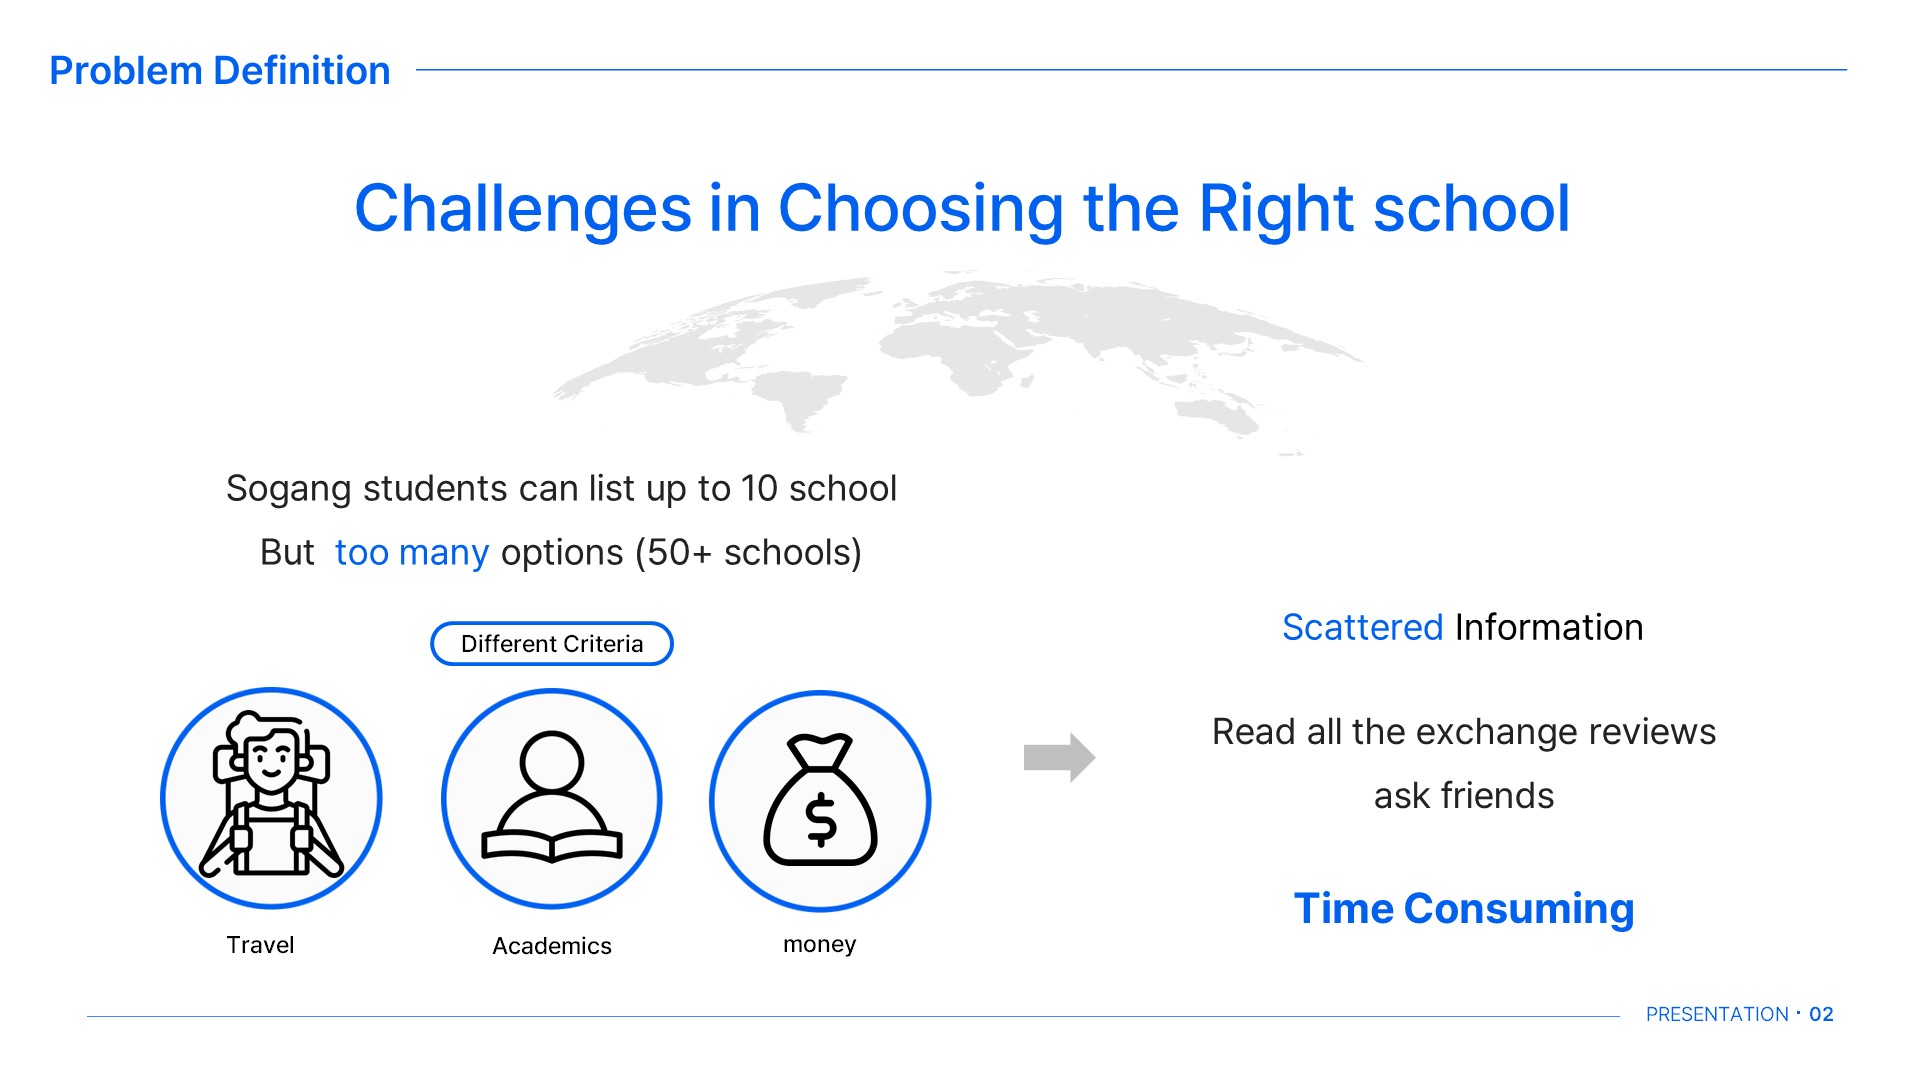 Problem Definition
Challenges in Choosing the Right school
Sogang students can list up to 10 school
But too many options (50+ schools)
Different Criteria
Travel
Academics
money
Scattered Information
Read all the exchange reviews
ask friends
Time Consuming
PRESENTATION · 02